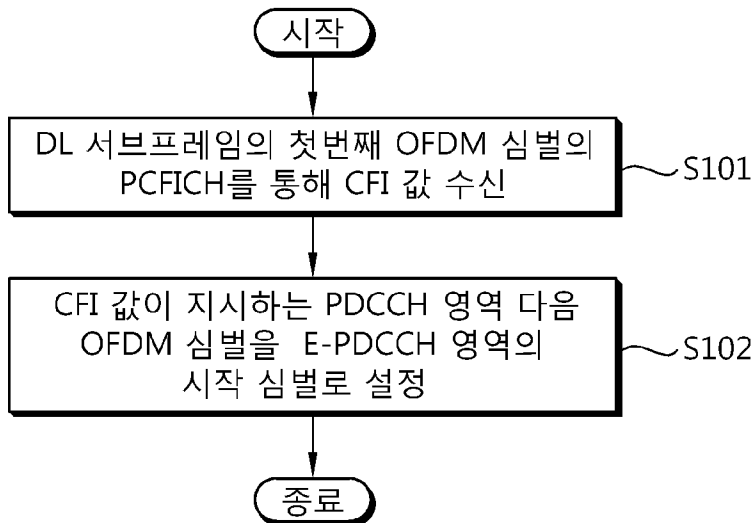 시작
DL 서브프레임의 첫번째 OFDM 심벌의
PCFICH를 통해 CFI 값 수신
S101
CFI 값이 지시하는 PDCCH 영역 다음
OFDM 심벌을 E-PDCCH 영역의
시작 심벌로 설정
S102
종료